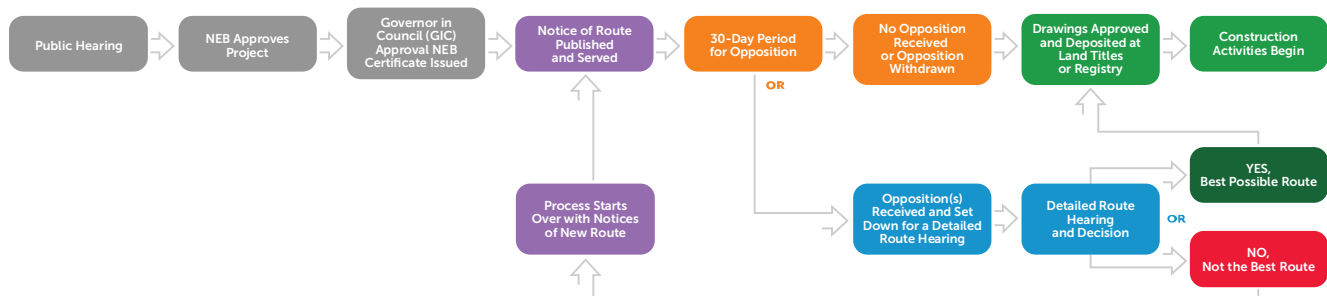 Public Hearing
NEB Approves
Project
Governor in
Council (GIC)
Approval NEB
Certificate Issued
Notice of Route
Published
and Served
30-Day Period
for Opposition
No Opposition
Received
or Opposition
Withdrawn
Drawings Approved
and Deposited at
Land Titles
or Registry
Construction
Activities Begin
OR
Process Starts
Over with Notices
of New Route
Opposition(s)
Received and Set
Down for a Detailed
Route Hearing
Detailed Route
Hearing
and Decision
OR
YES,
Best Possible Route
NO,
Not the Best Route